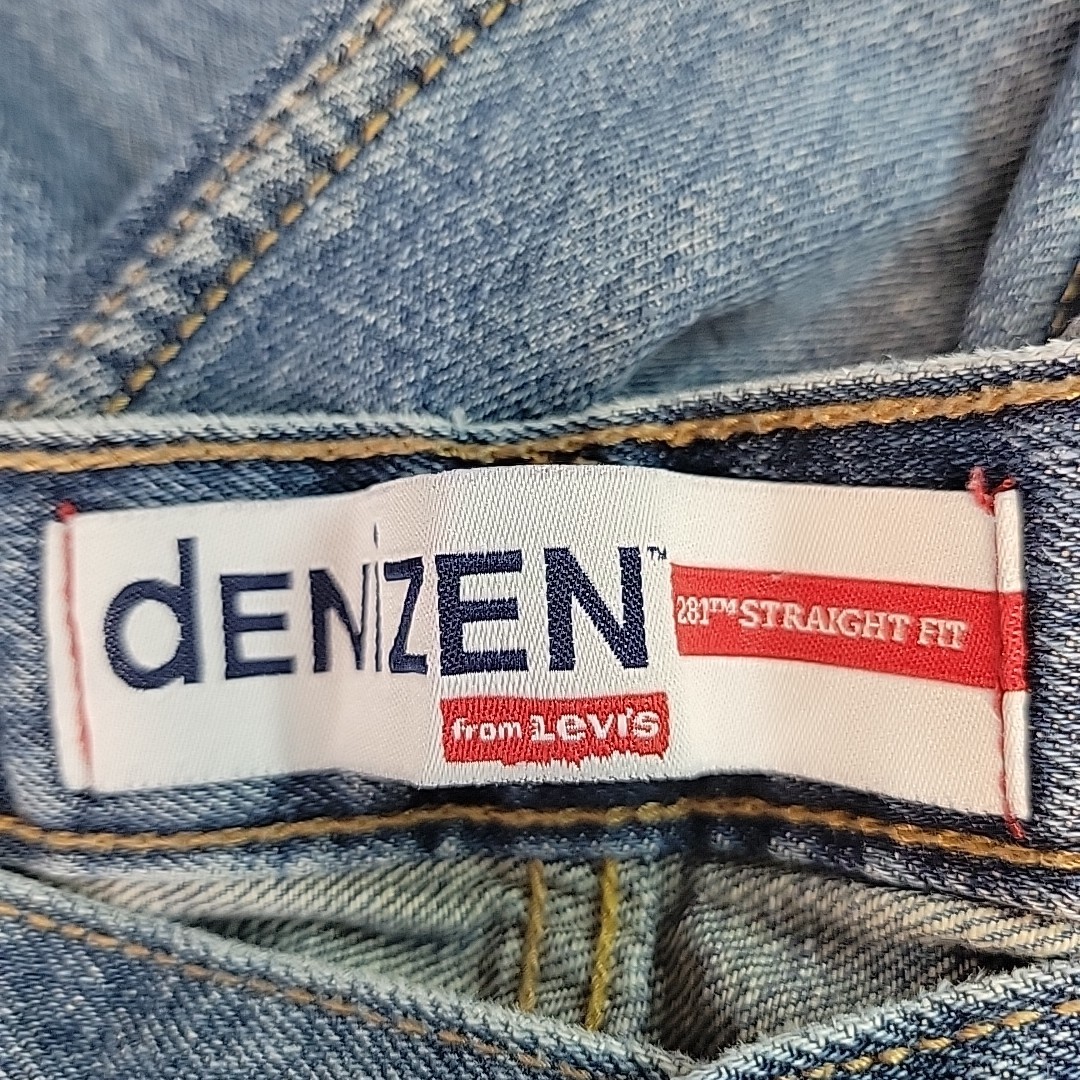 dENiZEN™
from Levi's
281™ STRAIGHT FIT